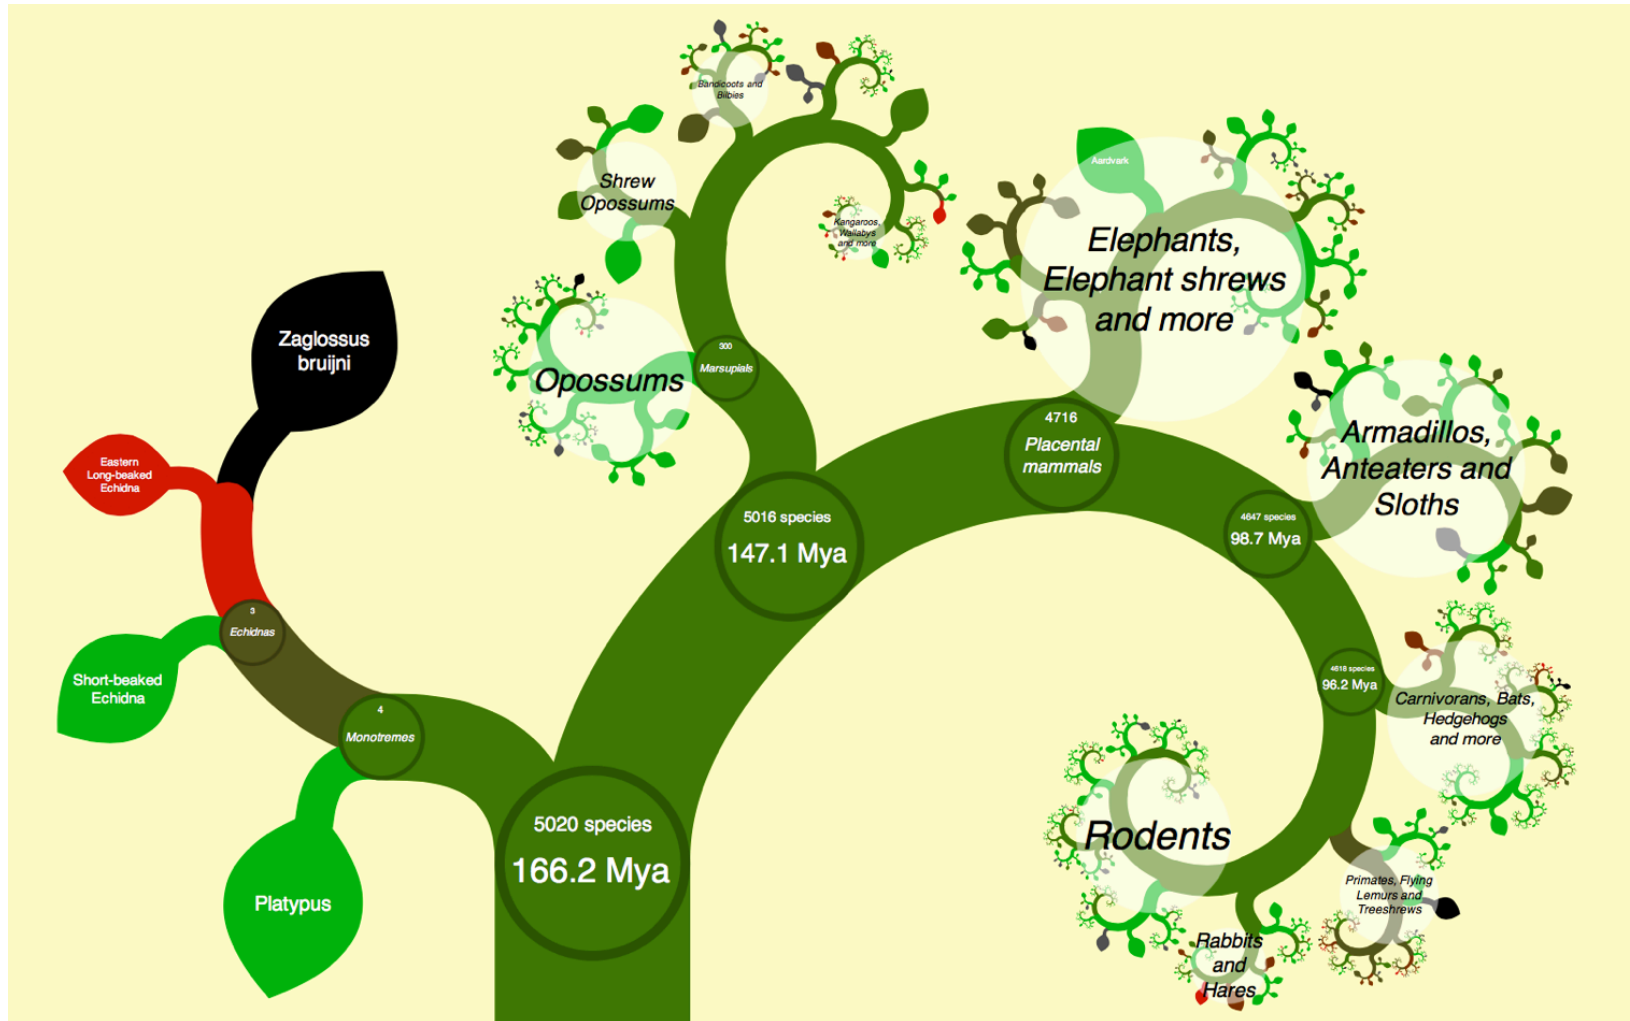 Bandicoots and
Bilbies
Shrew
Opossums
Kangaroos,
Wallabys
and more
Aardvark
Elephants,
Elephant shrews
and more
Zaglossus
bruijni
Opossums
300
Marsupials
4716
Placental
mammals
Armadillos,
Anteaters and
Sloths
Eastern
Long-beaked
Echidna
5016 species
147.1 Mya
4647 species
98.7 Mya
3
Echidnas
Short-beaked
Echidna
4618 species
96.2 Mya
Carnivorans, Bats,
Hedgehogs
and more
4
Monotremes
5020 species
166.2 Mya
Rodents
Platypus
Primates, Flying
Lemurs and
Treeshrews
Rabbits
and
Hares